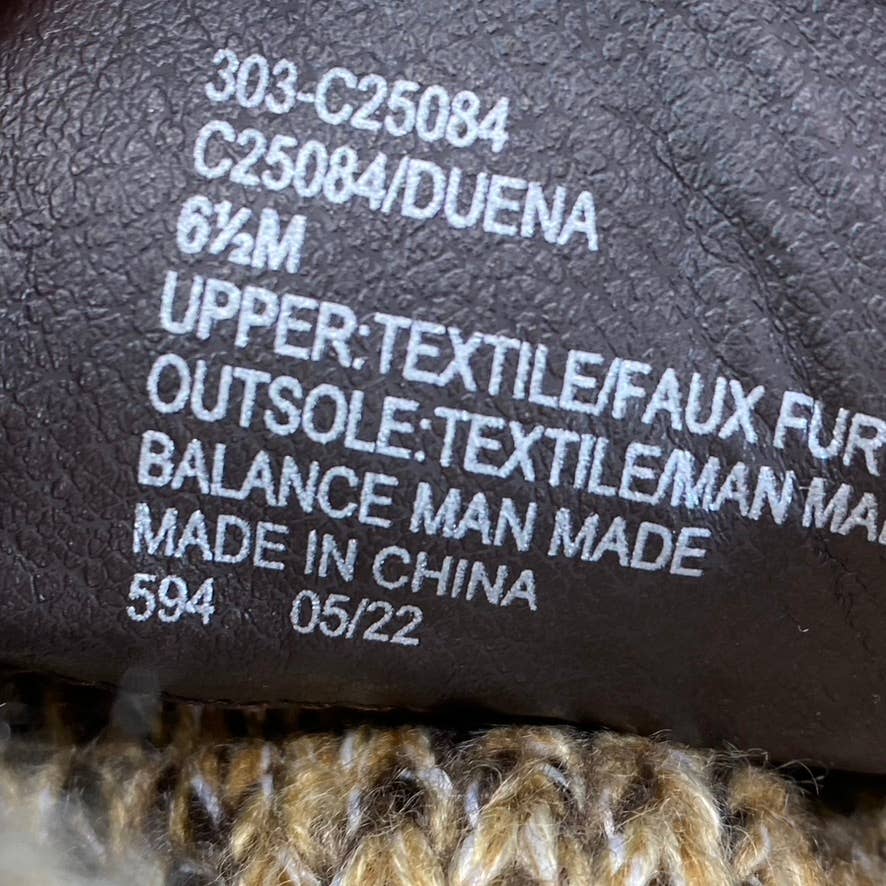 303-C25084
C25084/DUENA
6½M
UPPER:TEXTILE/FAUX FUR
OUTSOLE:TEXTILE/MAN
BALANCE MAN MADE
MADE IN CHINA
594 05/22